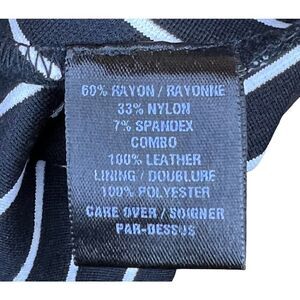 60% RAYON / RAYONNE
33% NYLON
7% SPANDEX
COMBO
100% LEATHER
LINING / DOUBLURE
100% POLYESTER
CARE OVER / SOIGNER
PAR-DESSUS